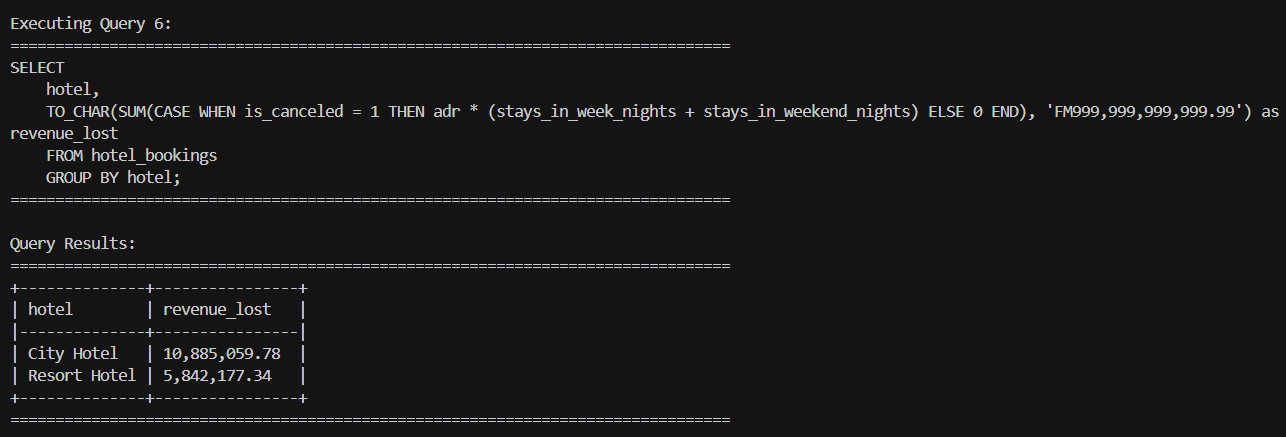 Executing Query 6:
================================================================================
SELECT
    hotel,
    TO_CHAR(SUM(CASE WHEN is_canceled = 1 THEN adr * (stays_in_week_nights + stays_in_weekend_nights) ELSE 0 END), 'FM999,999,999,999.99') as
revenue_lost
    FROM hotel_bookings
    GROUP BY hotel;
================================================================================

Query Results:
================================================================================
+--------------+----------------+
| hotel        | revenue_lost   |
|--------------+----------------|
| City Hotel   | 10,885,059.78  |
| Resort Hotel | 5,842,177.34   |
+--------------+----------------+
================================================================================